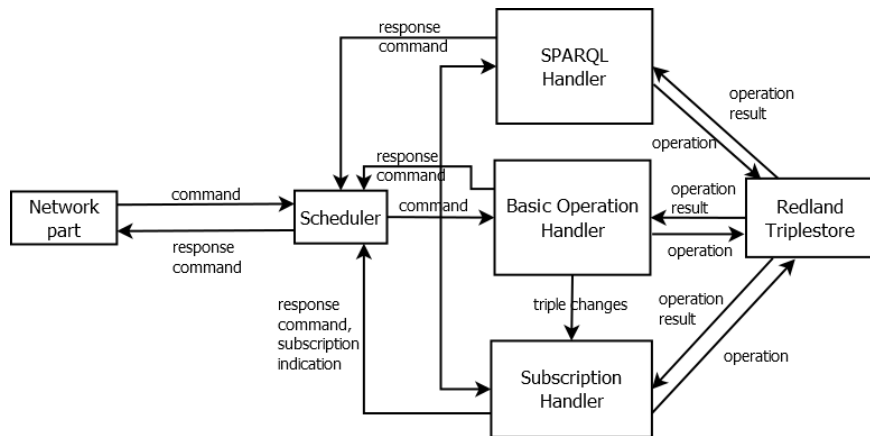 response
command
SPARQL
Handler
operation
result
operation
response
command
command
Network
part
Scheduler
command
Basic Operation
Handler
operation
result
Redland
Triplestore
response
command
operation
triple changes
response
command,
subscription
indication
operation
result
operation
Subscription
Handler